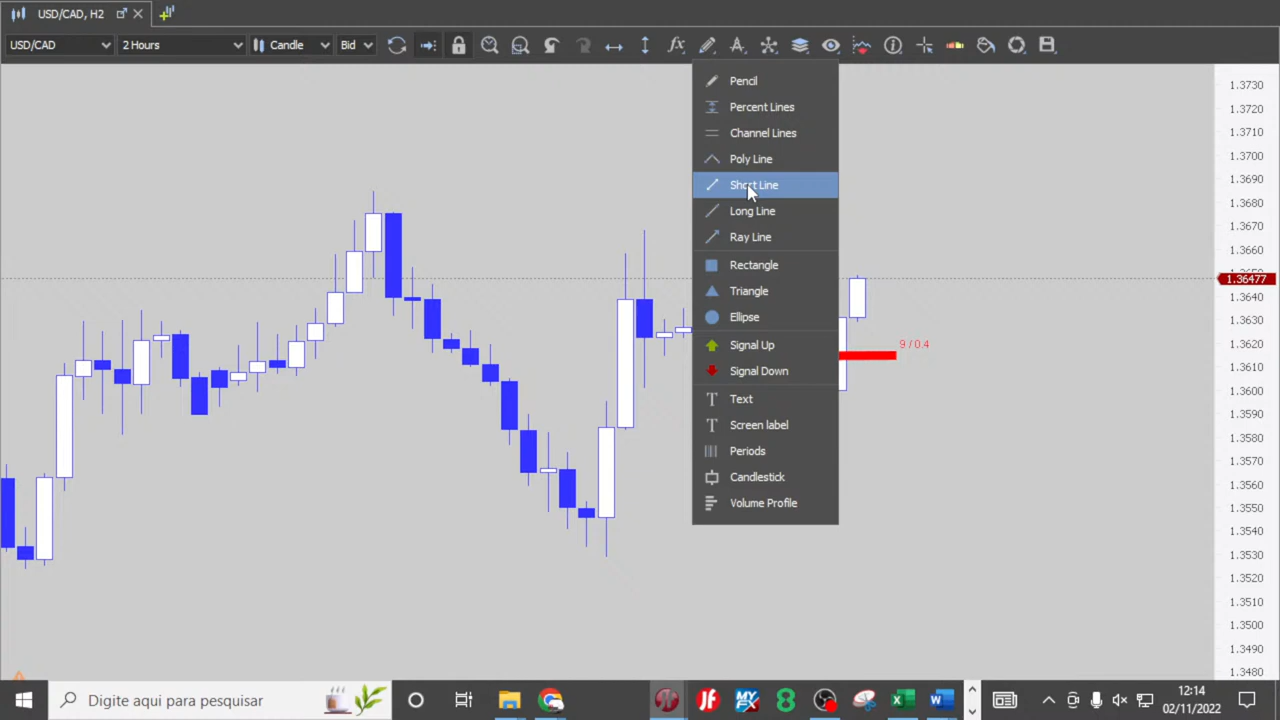 USD/CAD, H2
USD/CAD
2 Hours
Candle
Bid
Pencil
Percent Lines
Channel Lines
Poly Line
Short Line
Long Line
Ray Line
Rectangle
Triangle
Ellipse
Signal Up
Signal Down
Text
Screen label
Periods
Candlestick
Volume Profile
9 / 0.4
1.3730
1.3720
1.3710
1.3700
1.3690
1.3680
1.3670
1.3660
1.36477
1.3640
1.3630
1.3620
1.3610
1.3600
1.3590
1.3580
1.3570
1.3560
1.3550
1.3540
1.3530
1.3520
1.3510
1.3500
1.3490
1.3480
Digite aqui para pesquisar
12:14
02/11/2022